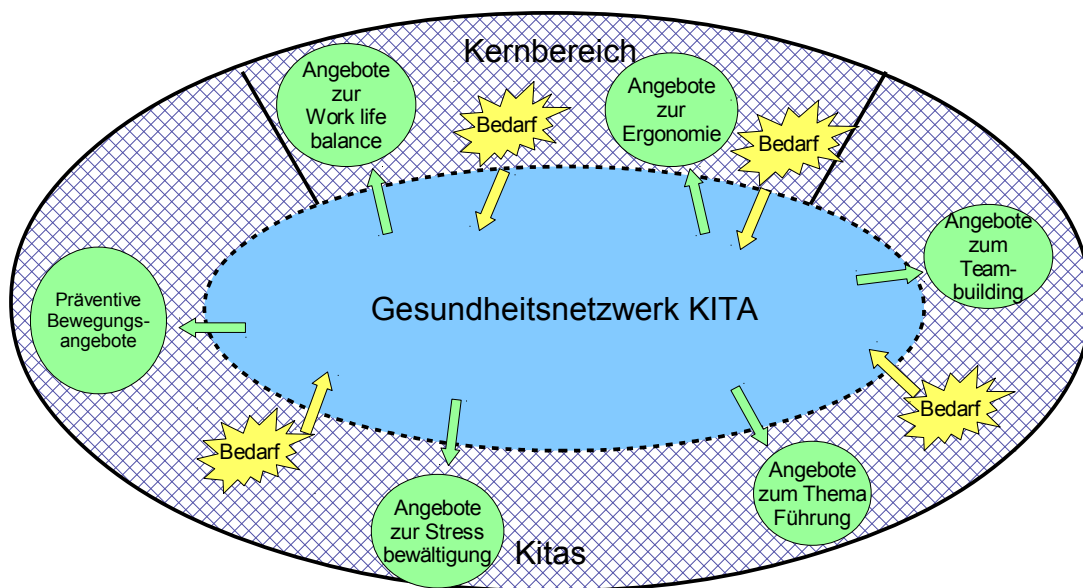 Kernbereich
Angebote
zur
Work life
balance
Bedarf
Angebote
zur
Ergonomie
Bedarf
Angebote
zum
Team-
building
Präventive
Bewegungs-
angebote
Gesundheitsnetzwerk KITA
Bedarf
Bedarf
Angebote
zur Stress
bewältigung
Angebote
zum Thema
Führung
Kitas